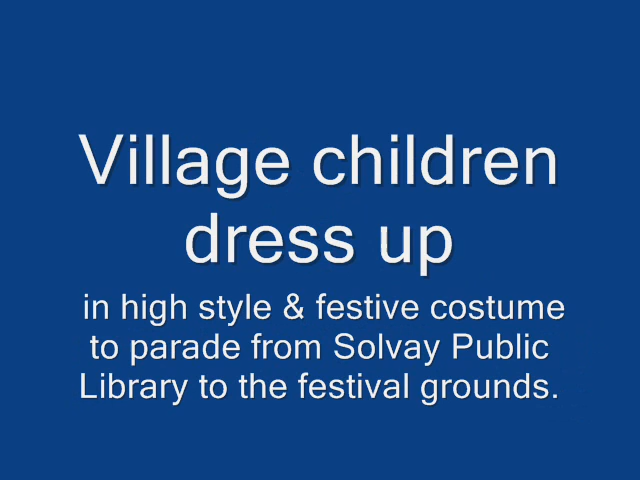 Village children
dress up
in high style & festive costume
to parade from Solvay Public
Library to the festival grounds.